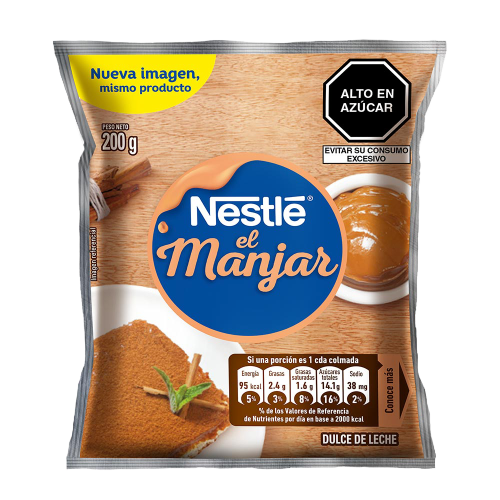 Nueva imagen,
mismo producto
ALTO EN
AZÚCAR
EVITAR SU CONSUMO
EXCESIVO
PESO NETO
200 g
Imagen referencial
Nestlé®
el
Manjar
Si una porción es 1 cda colmada
Energía Grasas Grasas saturadas Azúcares totales Sodio
95 kcal 2.4 g 1.6 g 14.1g 38 mg
5% 3% 8% 16% 2%
% de los Valores de Referencia
de Nutrientes por día en base a 2000 kcal
Conoce más
DULCE DE LECHE